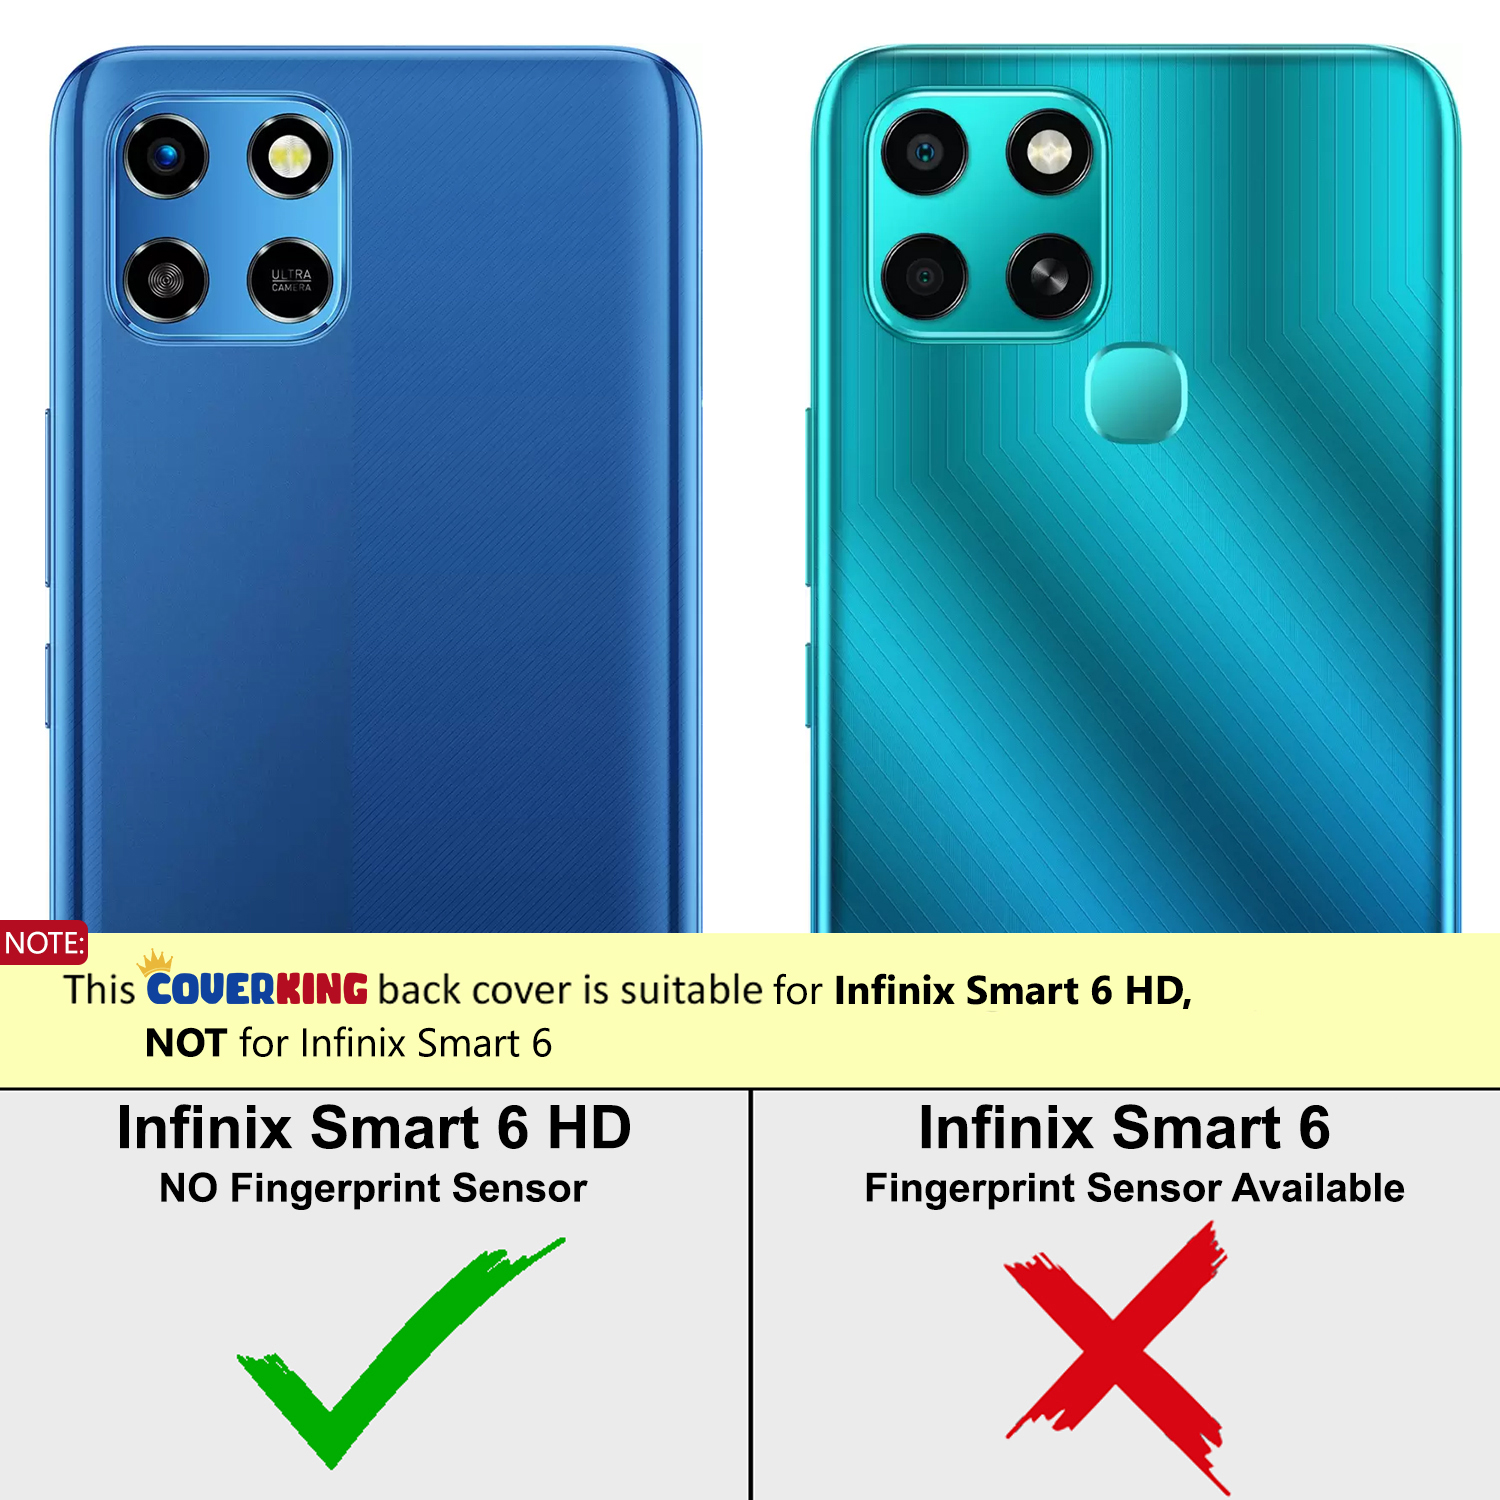 ULTRA
CAMERA
NOTE:
This COVERKING back cover is suitable for Infinix Smart 6 HD,
NOT for Infinix Smart 6
Infinix Smart 6 HD
NO Fingerprint Sensor
Infinix Smart 6
Fingerprint Sensor Available